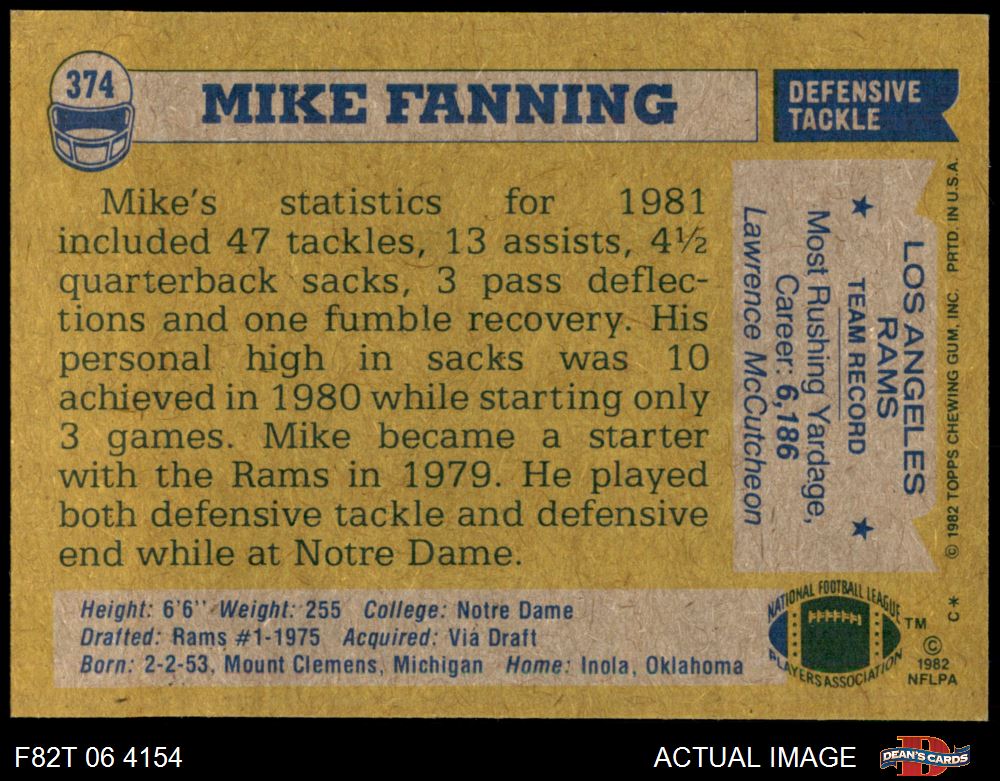 374
MIKE FANNING
DEFENSIVE
TACKLE
Mike's statistics for 1981
included 47 tackles, 13 assists, 4½
quarterback sacks, 3 pass deflec-
tions and one fumble recovery. His
personal high in sacks was 10
achieved in 1980 while starting only
3 games. Mike became a starter
with the Rams in 1979. He played
both defensive tackle and defensive
end while at Notre Dame.
LOS ANGELES
RAMS
★ TEAM RECORD ★
Most Rushing Yardage,
Career: 6,186
Lawrence McCutcheon
© 1982 TOPPS CHEWING GUM, INC. PRTD. IN U.S.A.
C*
Height: 6'6" Weight: 255 College: Notre Dame
Drafted: Rams #1-1975 Acquired: Via Draft
Born: 2-2-53, Mount Clemens, Michigan Home: Inola, Oklahoma
NATIONAL FOOTBALL LEAGUE
PLAYERS ASSOCIATION
TM
©
1982
NFLPA
F82T 06 4154
ACTUAL IMAGE
DEAN'S CARDS